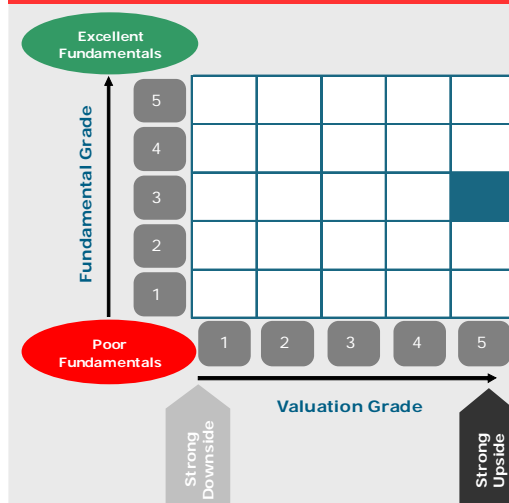 Excellent
Fundamentals
Fundamental Grade
5
4
3
2
1
Poor
Fundamentals
1 2 3 4 5
Valuation Grade
Strong
Downside
Strong
Upside